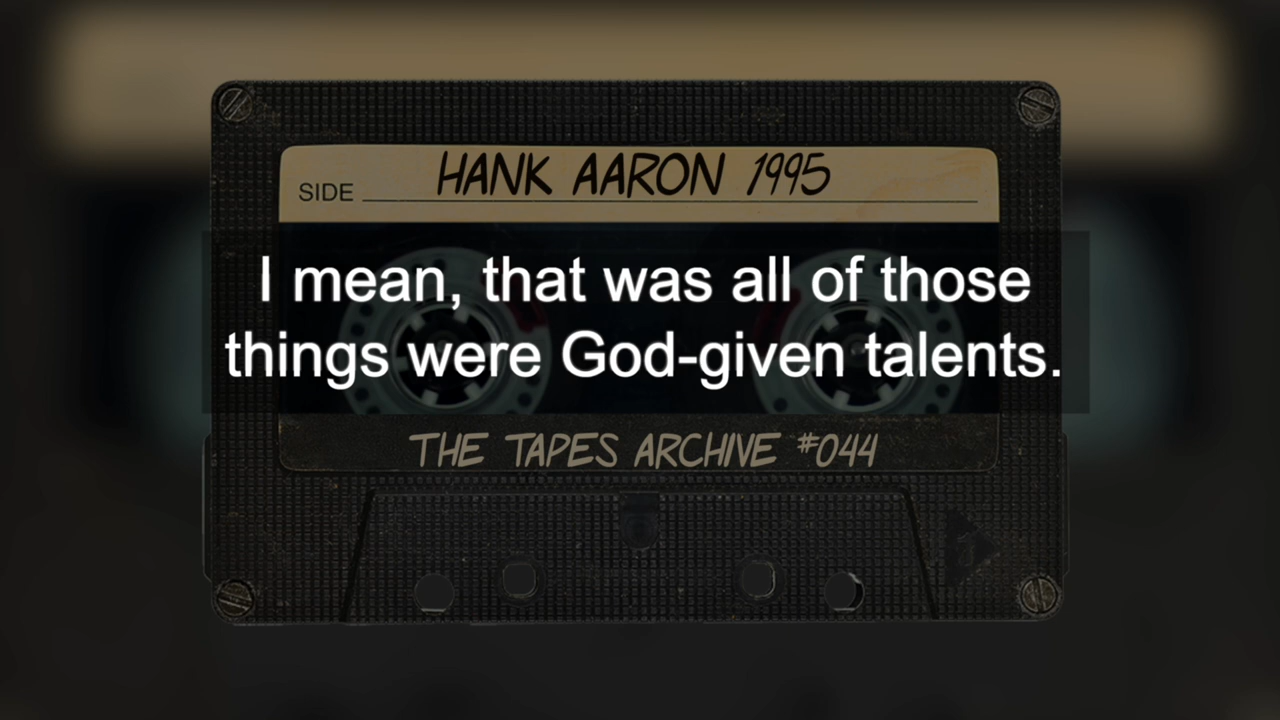 HANK AARON 1995
SIDE
I mean, that was all of those
things were God-given talents.
THE TAPES ARCHIVE #044